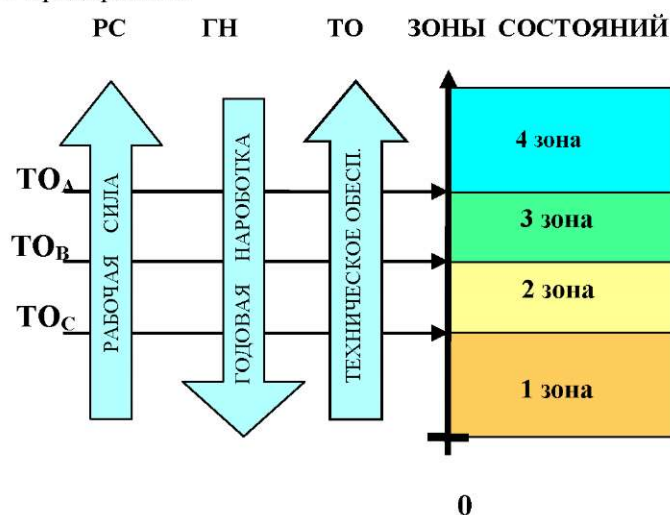 РС ГН ТО ЗОНЫ СОСТОЯНИЙ
4 зона
ТОА
3 зона
ТОВ
2 зона
ТОС
1 зона
РАБОЧАЯ СИЛА
ГОДОВАЯ НАРОБОТКА
ТЕХНИЧЕСКОЕ ОБЕСП.
0